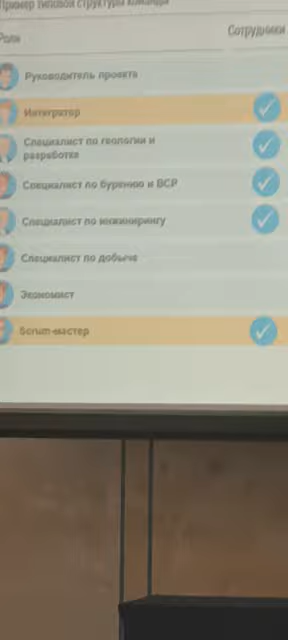 Пример типовой структуры команды
Роли
Сотрудники
Руководитель проекта
Интегратор
Специалист по геологии и
разработке
Специалист по бурению и ВСР
Специалист по инжинирингу
Специалист по добыче
Экономист
Scrum-мастер